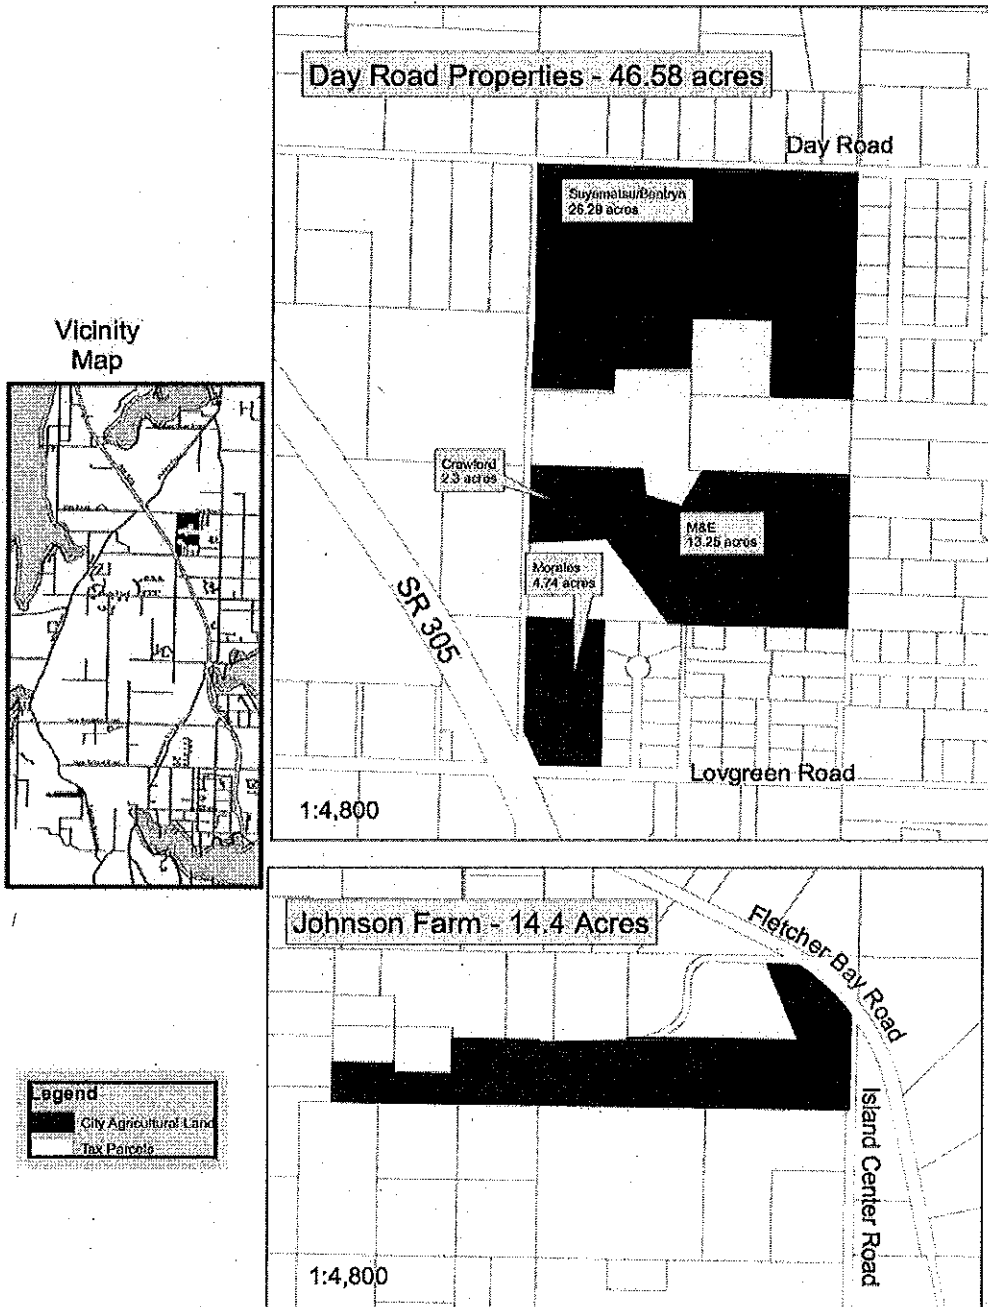 Day Road Properties - 46.58 acres
Day Road
26.29 acres
Vicinity
Map
Crawford
2.3 acres
M&E
13.25 acres
Morales
4.74 acres
SR 305
Lovgreen Road
1:4,800
Johnson Farm - 14.4 Acres
Fletcher Bay Road
Island Center Road
Legend
City Agricultural Land
Tax Parcels
1:4,800